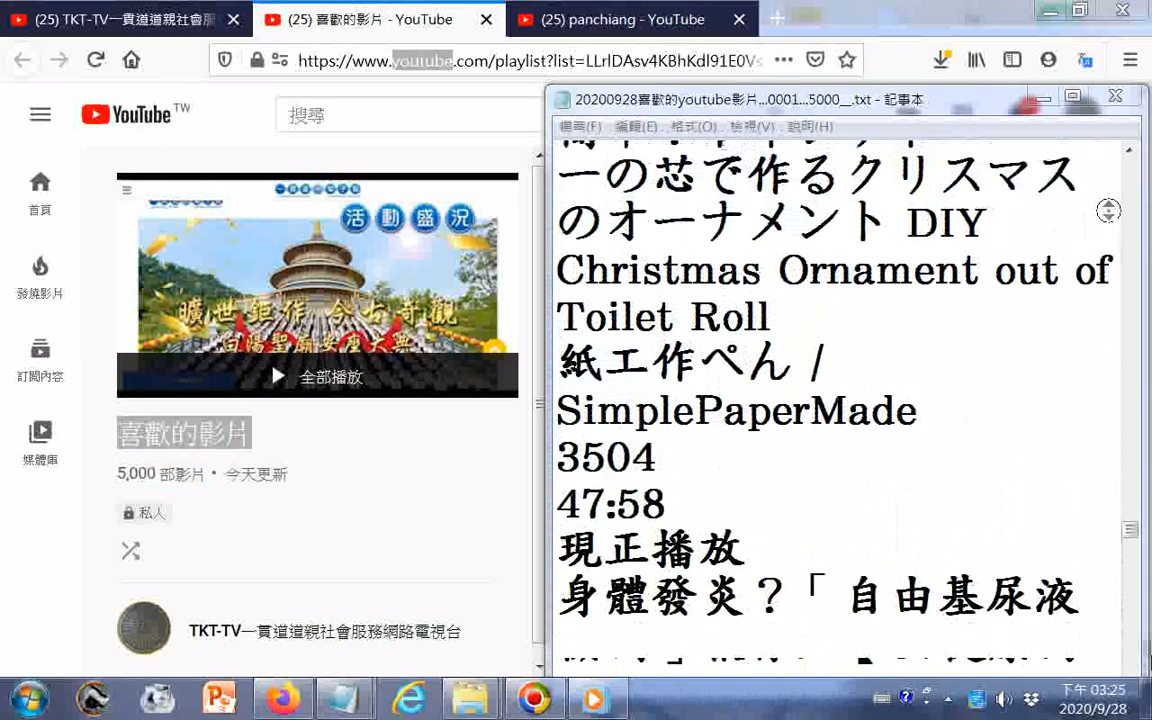 (25) TKT-TV一貫道道親社會服
(25) 喜歡的影片 - YouTube
(25) panchiang - YouTube
https://www.youtube.com/playlist?list=LLrlDAsv4KBhKdl91E0Vs
YouTube TW
搜尋
首頁
發燒影片
訂閱內容
媒體庫
活動盛況
曠世鉅作 今古奇觀
全部播放
喜歡的影片
5,000 部影片・今天更新
私人
TKT-TV一貫道道親社會服務網路電視台
20200928喜歡的youtube影片...0001...5000__.txt - 記事本
檔案(F) 編輯(E) 格式(O) 檢視(V) 說明(H)
ーの芯で作るクリスマス
のオーナメント DIY
Christmas Ornament out of
Toilet Roll
紙工作ぺん /
SimplePaperMade
3504
47:58
現正播放
身體發炎？「 自由基尿液
下午 03:25
2020/9/28